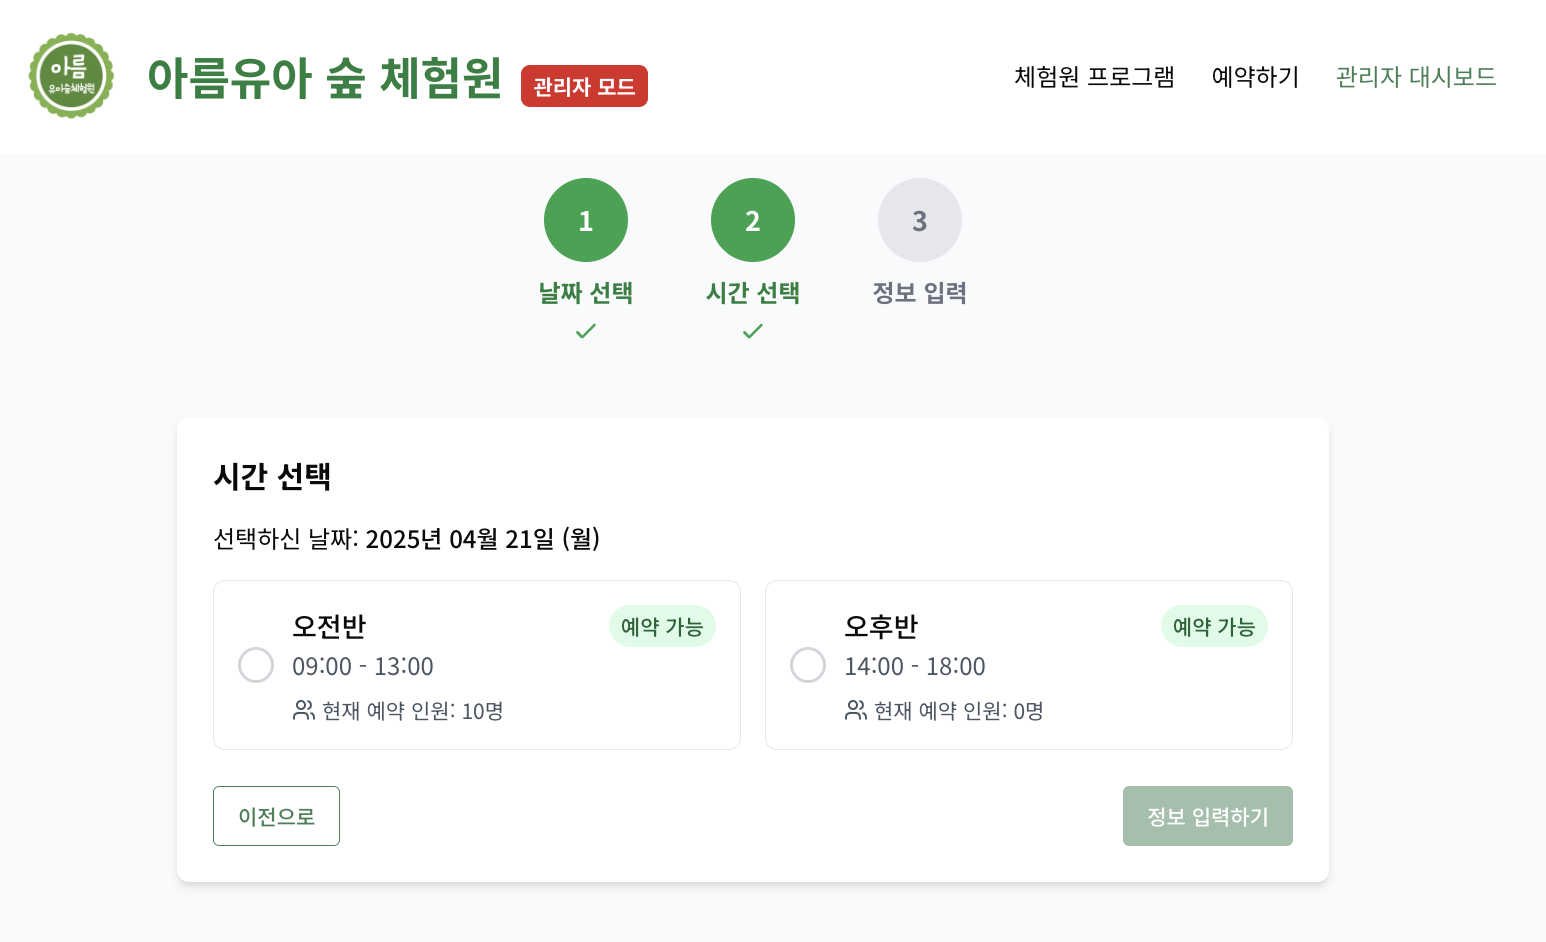 아름
유아숲체험원
아름유아 숲 체험원
관리자 모드
체험원 프로그램
예약하기
관리자 대시보드
1
2
3
날짜 선택
시간 선택
정보 입력
시간 선택
선택하신 날짜: 2025년 04월 21일 (월)
오전반
예약 가능
09:00 - 13:00
현재 예약 인원: 10명
오후반
예약 가능
14:00 - 18:00
현재 예약 인원: 0명
이전으로
정보 입력하기